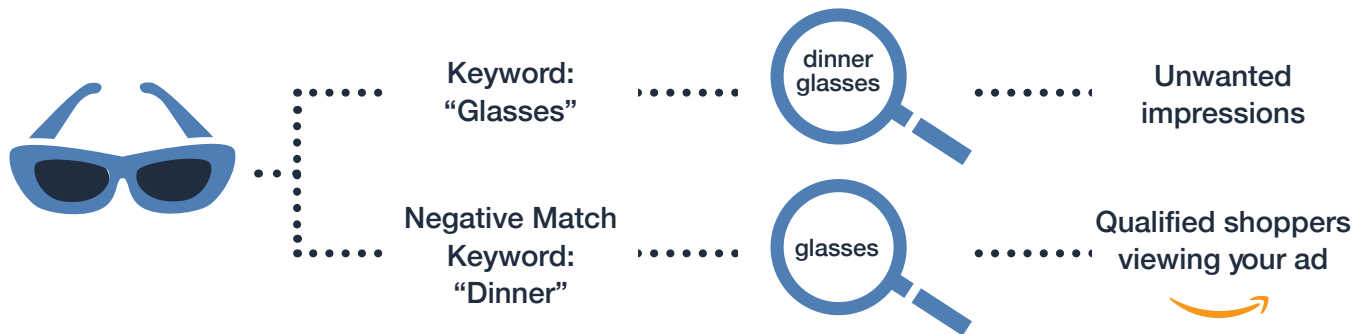 Keyword:
“Glasses”
dinner
glasses
Unwanted
impressions
Negative Match
Keyword:
“Dinner”
glasses
Qualified shoppers
viewing your ad